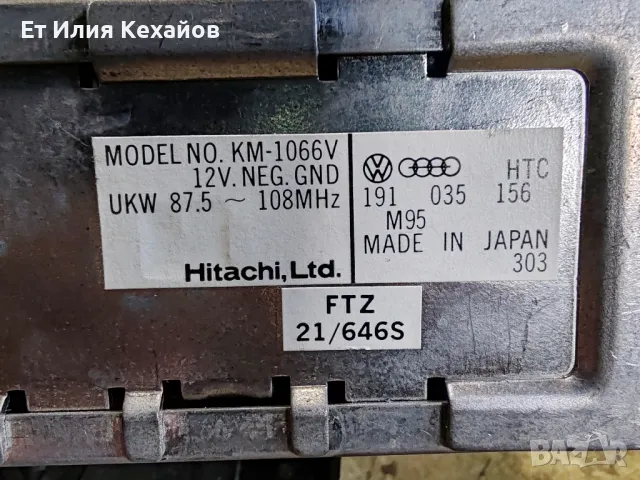 Ет Илия Кехайов
MODEL NO. KM-1066V
12V. NEG. GND
UKW 87.5 ~ 108MHz
Hitachi, Ltd.
HTC
191 035 156
M95
MADE IN JAPAN
303
FTZ
21/646S
BAZAR